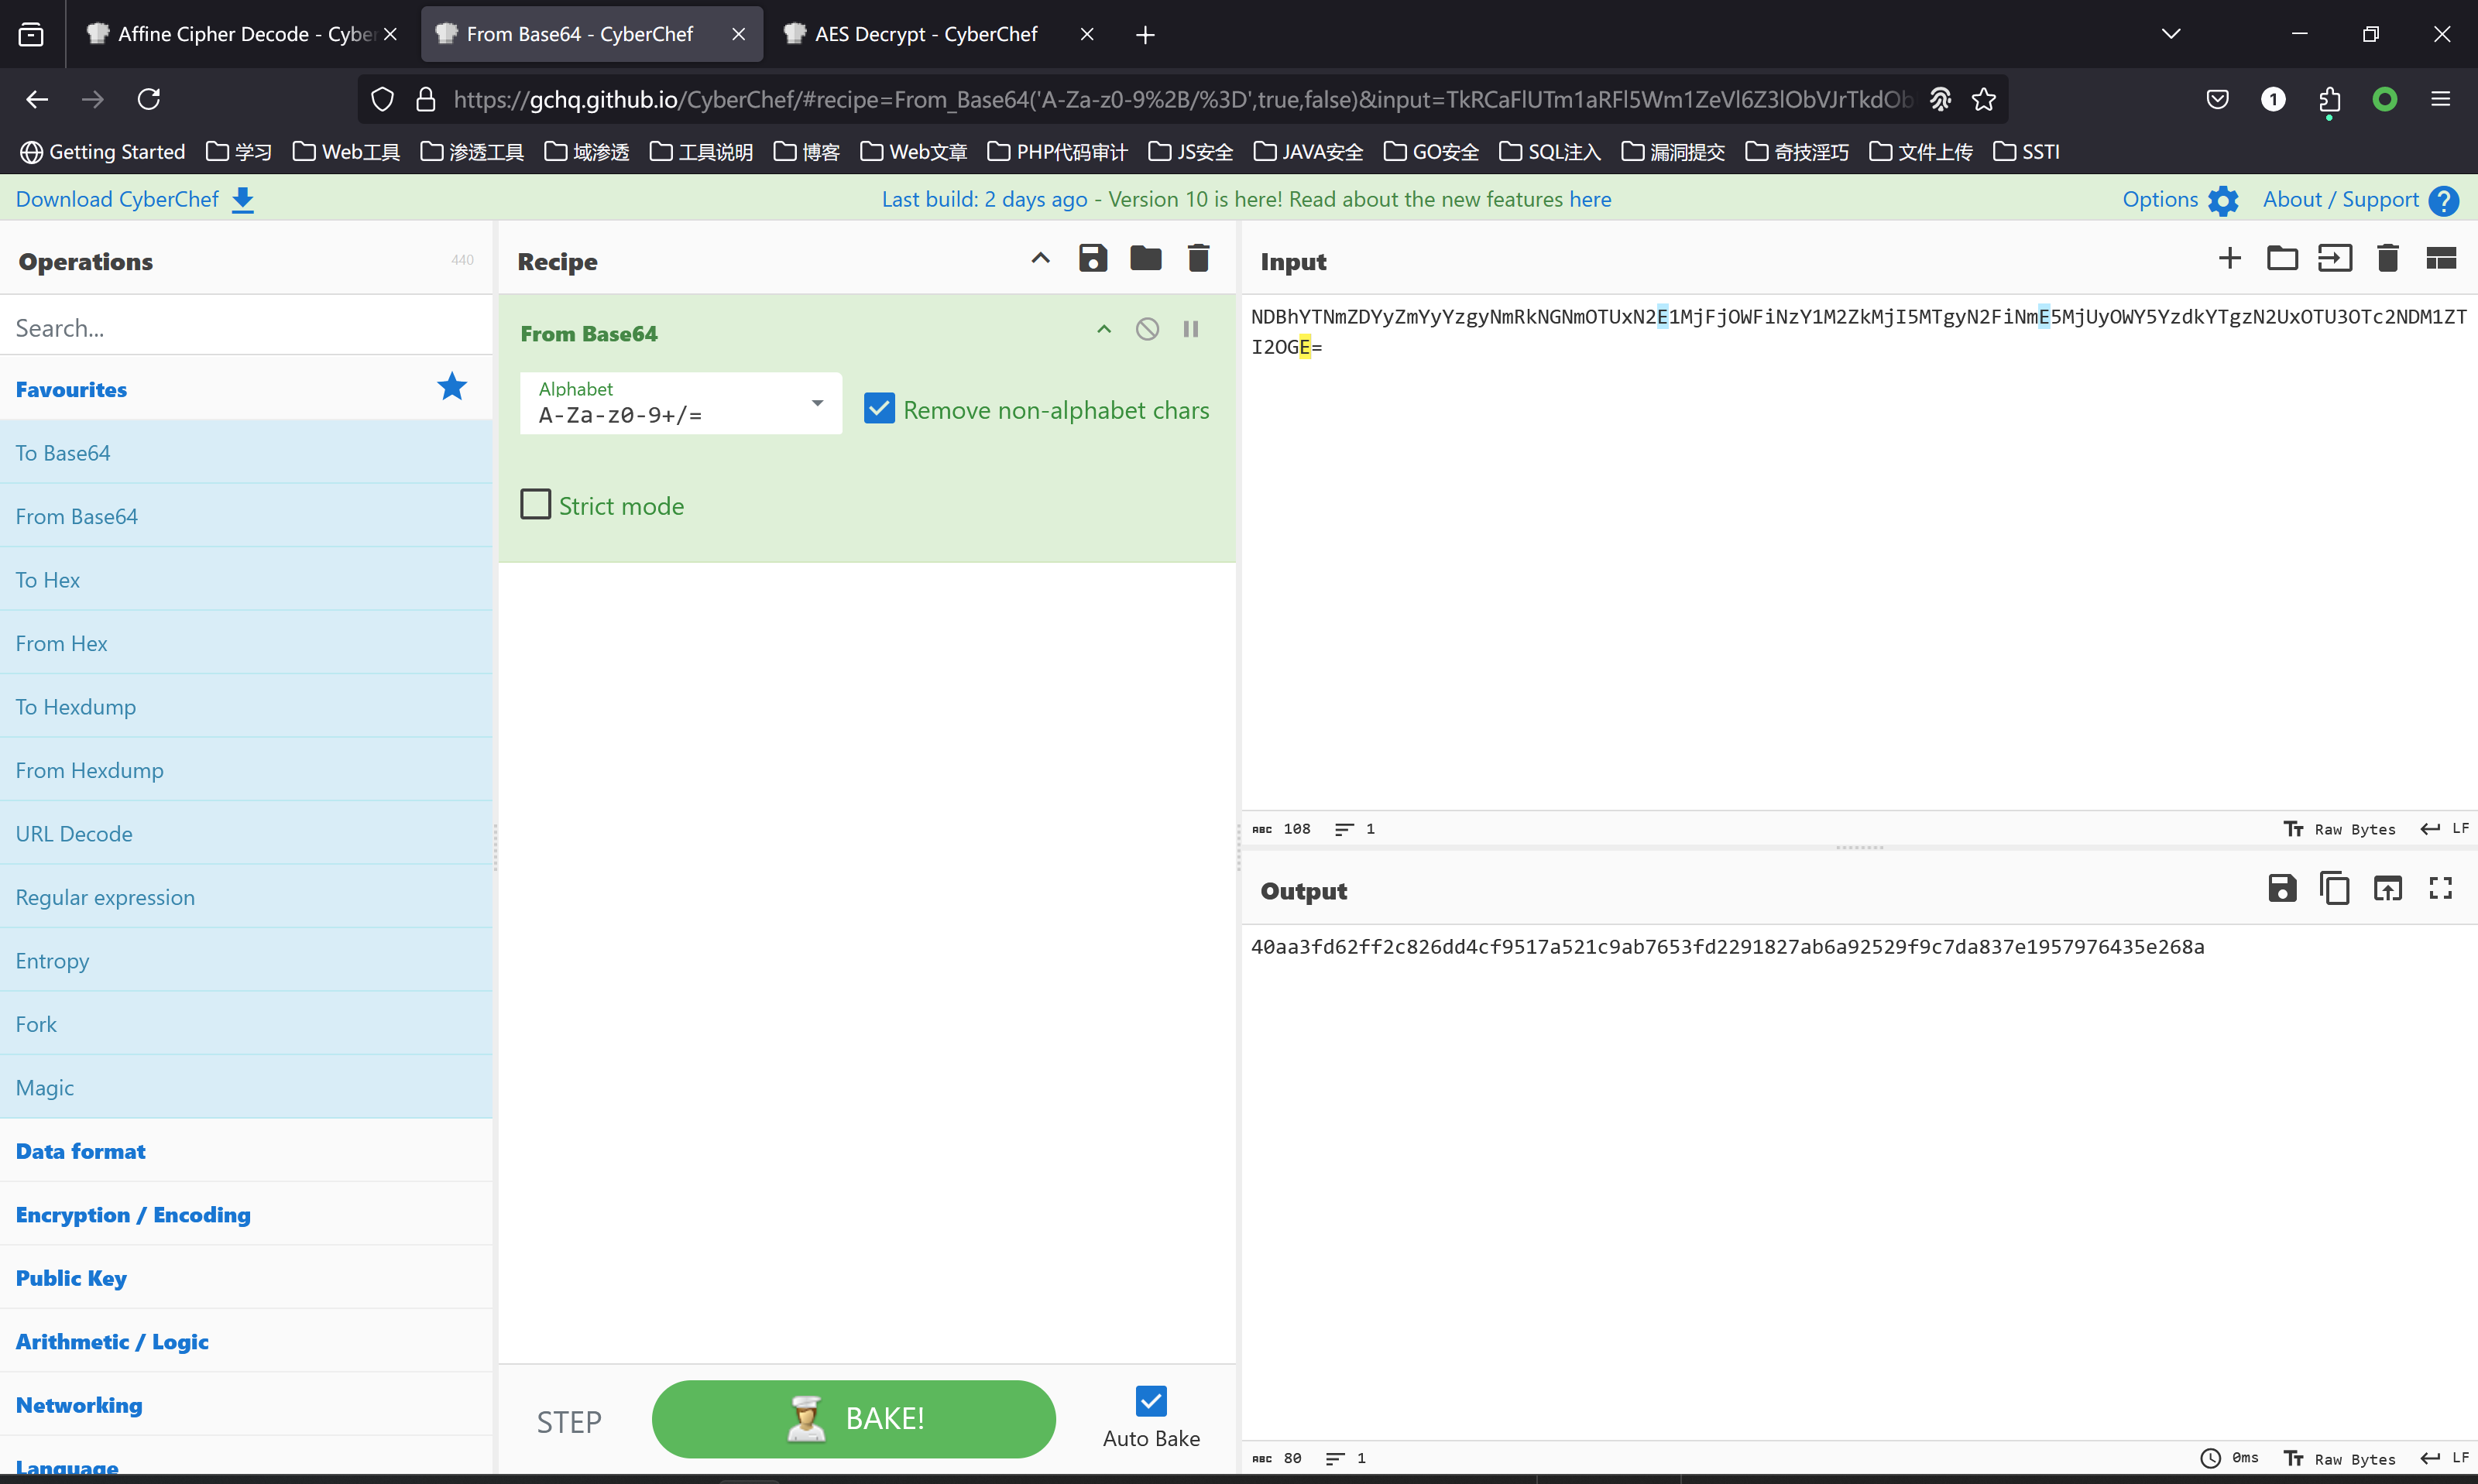 Affine Cipher Decode - Cyber
From Base64 - CyberChef
AES Decrypt - CyberChef
https://gchq.github.io/CyberChef/#recipe=From_Base64('A-Za-z0-9%2B/%3D',true,false)&input=TkRCaFlUTm1aRFl5Wm1ZeVl6Z3lObVJrTkdOb
1
Getting Started 学习 Web工具 渗透工具 域渗透 工具说明 博客 Web文章 PHP代码审计 JS安全 JAVA安全 GO安全 SQL注入 漏洞提交 奇技淫巧 文件上传 SSTI
Download CyberChef
Last build: 2 days ago - Version 10 is here! Read about the new features here
Options
About / Support
Operations
440
Search...
Favourites
To Base64
From Base64
To Hex
From Hex
To Hexdump
From Hexdump
URL Decode
Regular expression
Entropy
Fork
Magic
Data format
Encryption / Encoding
Public Key
Arithmetic / Logic
Networking
Language
Recipe
From Base64
Alphabet
A-Za-z0-9+/=
Remove non-alphabet chars
Strict mode
STEP
BAKE!
Auto Bake
Input
NDBhYTNmZDYyZmYyYzgyNmRkNGNmOTUxN2E1MjFjOWFiNzY1M2ZkMjI5MTgyN2FiNmE5MjUyOWY5YzdkYTgzN2UxOTU3OTc2NDM1ZT
I2OGE=
ABC 108 1
Raw Bytes
LF
Output
40aa3fd62ff2c826dd4cf9517a521c9ab7653fd2291827ab6a92529f9c7da837e1957976435e268a
ABC 80 1
0ms
Raw Bytes
LF